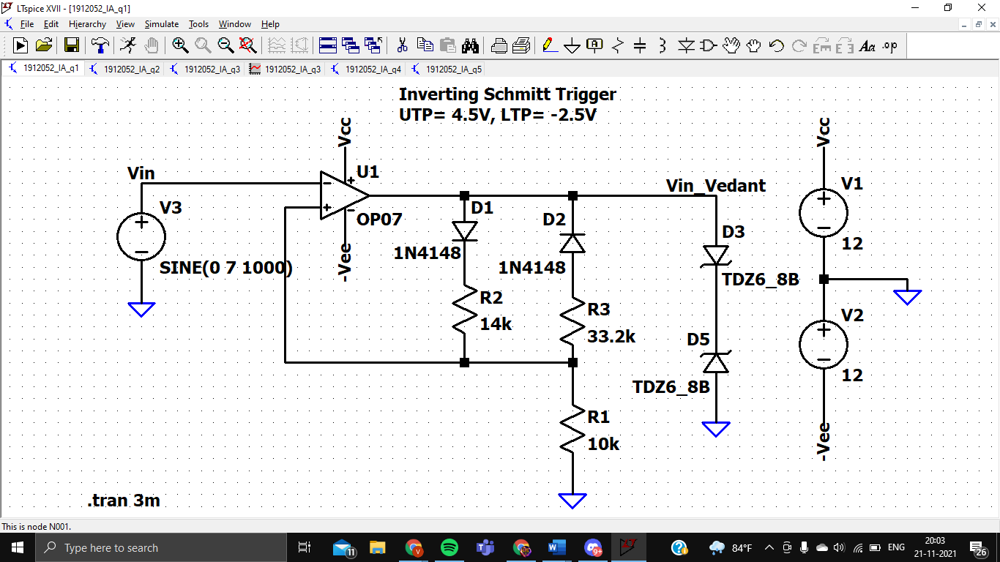 LTspice XVII - [1912052_IA_q1]
File Edit Hierarchy View Simulate Tools Window Help
Aa .op
1912052_IA_q1 1912052_IA_q2 1912052_IA_q3 1912052_IA_q3 1912052_IA_q4 1912052_IA_q5
Inverting Schmitt Trigger
UTP= 4.5V, LTP= -2.5V
Vcc
Vcc
Vin
U1
Vin_Vedant
V1
V3
D1
D2
OP07
D3
12
1N4148
-Vee
SINE(0 7 1000)
1N4148
TDZ6_8B
R2
14k
R3
33.2k
V2
D5
12
TDZ6_8B
R1
10k
-Vee
.tran 3m
This is node N001.
Type here to search
11
V
9+
84°F
ENG
20:03
21-11-2021
26